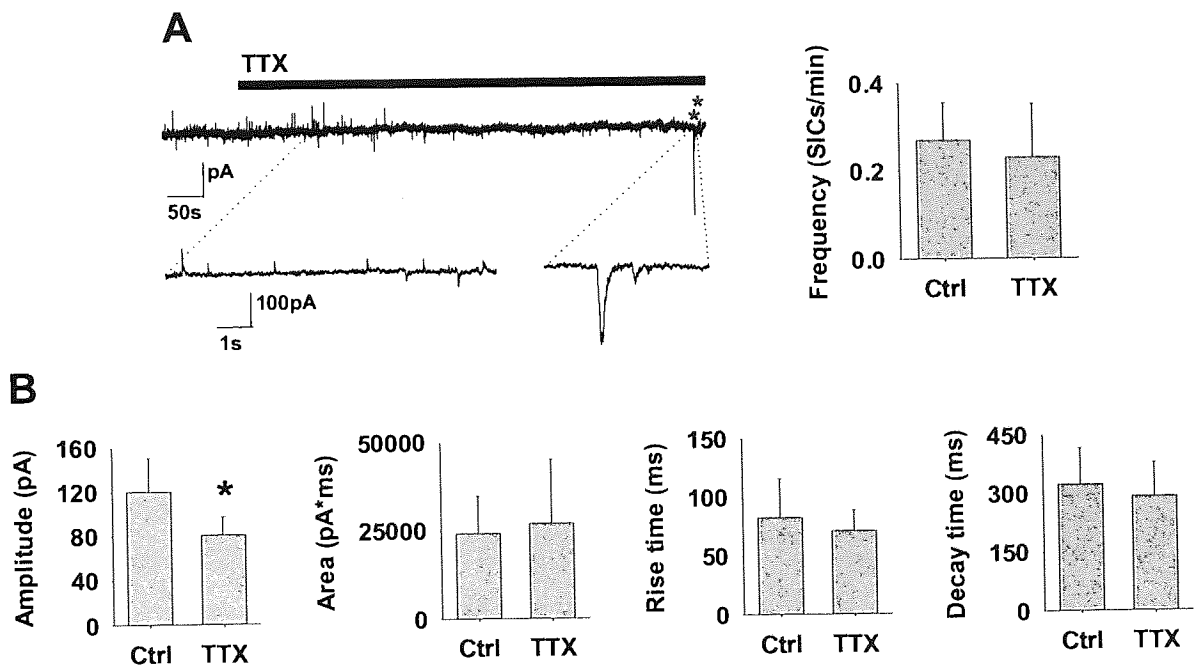 A
TTX
*
*
pA
50s
100pA
1s
Frequency (SICs/min)
0.4
0.2
0.0
Ctrl TTX
B
Amplitude (pA)
160
120
80
40
0
*
Ctrl TTX
Area (pA*ms)
50000
25000
0
Ctrl TTX
Rise time (ms)
150
100
50
0
Ctrl TTX
Decay time (ms)
450
300
150
0
Ctrl TTX